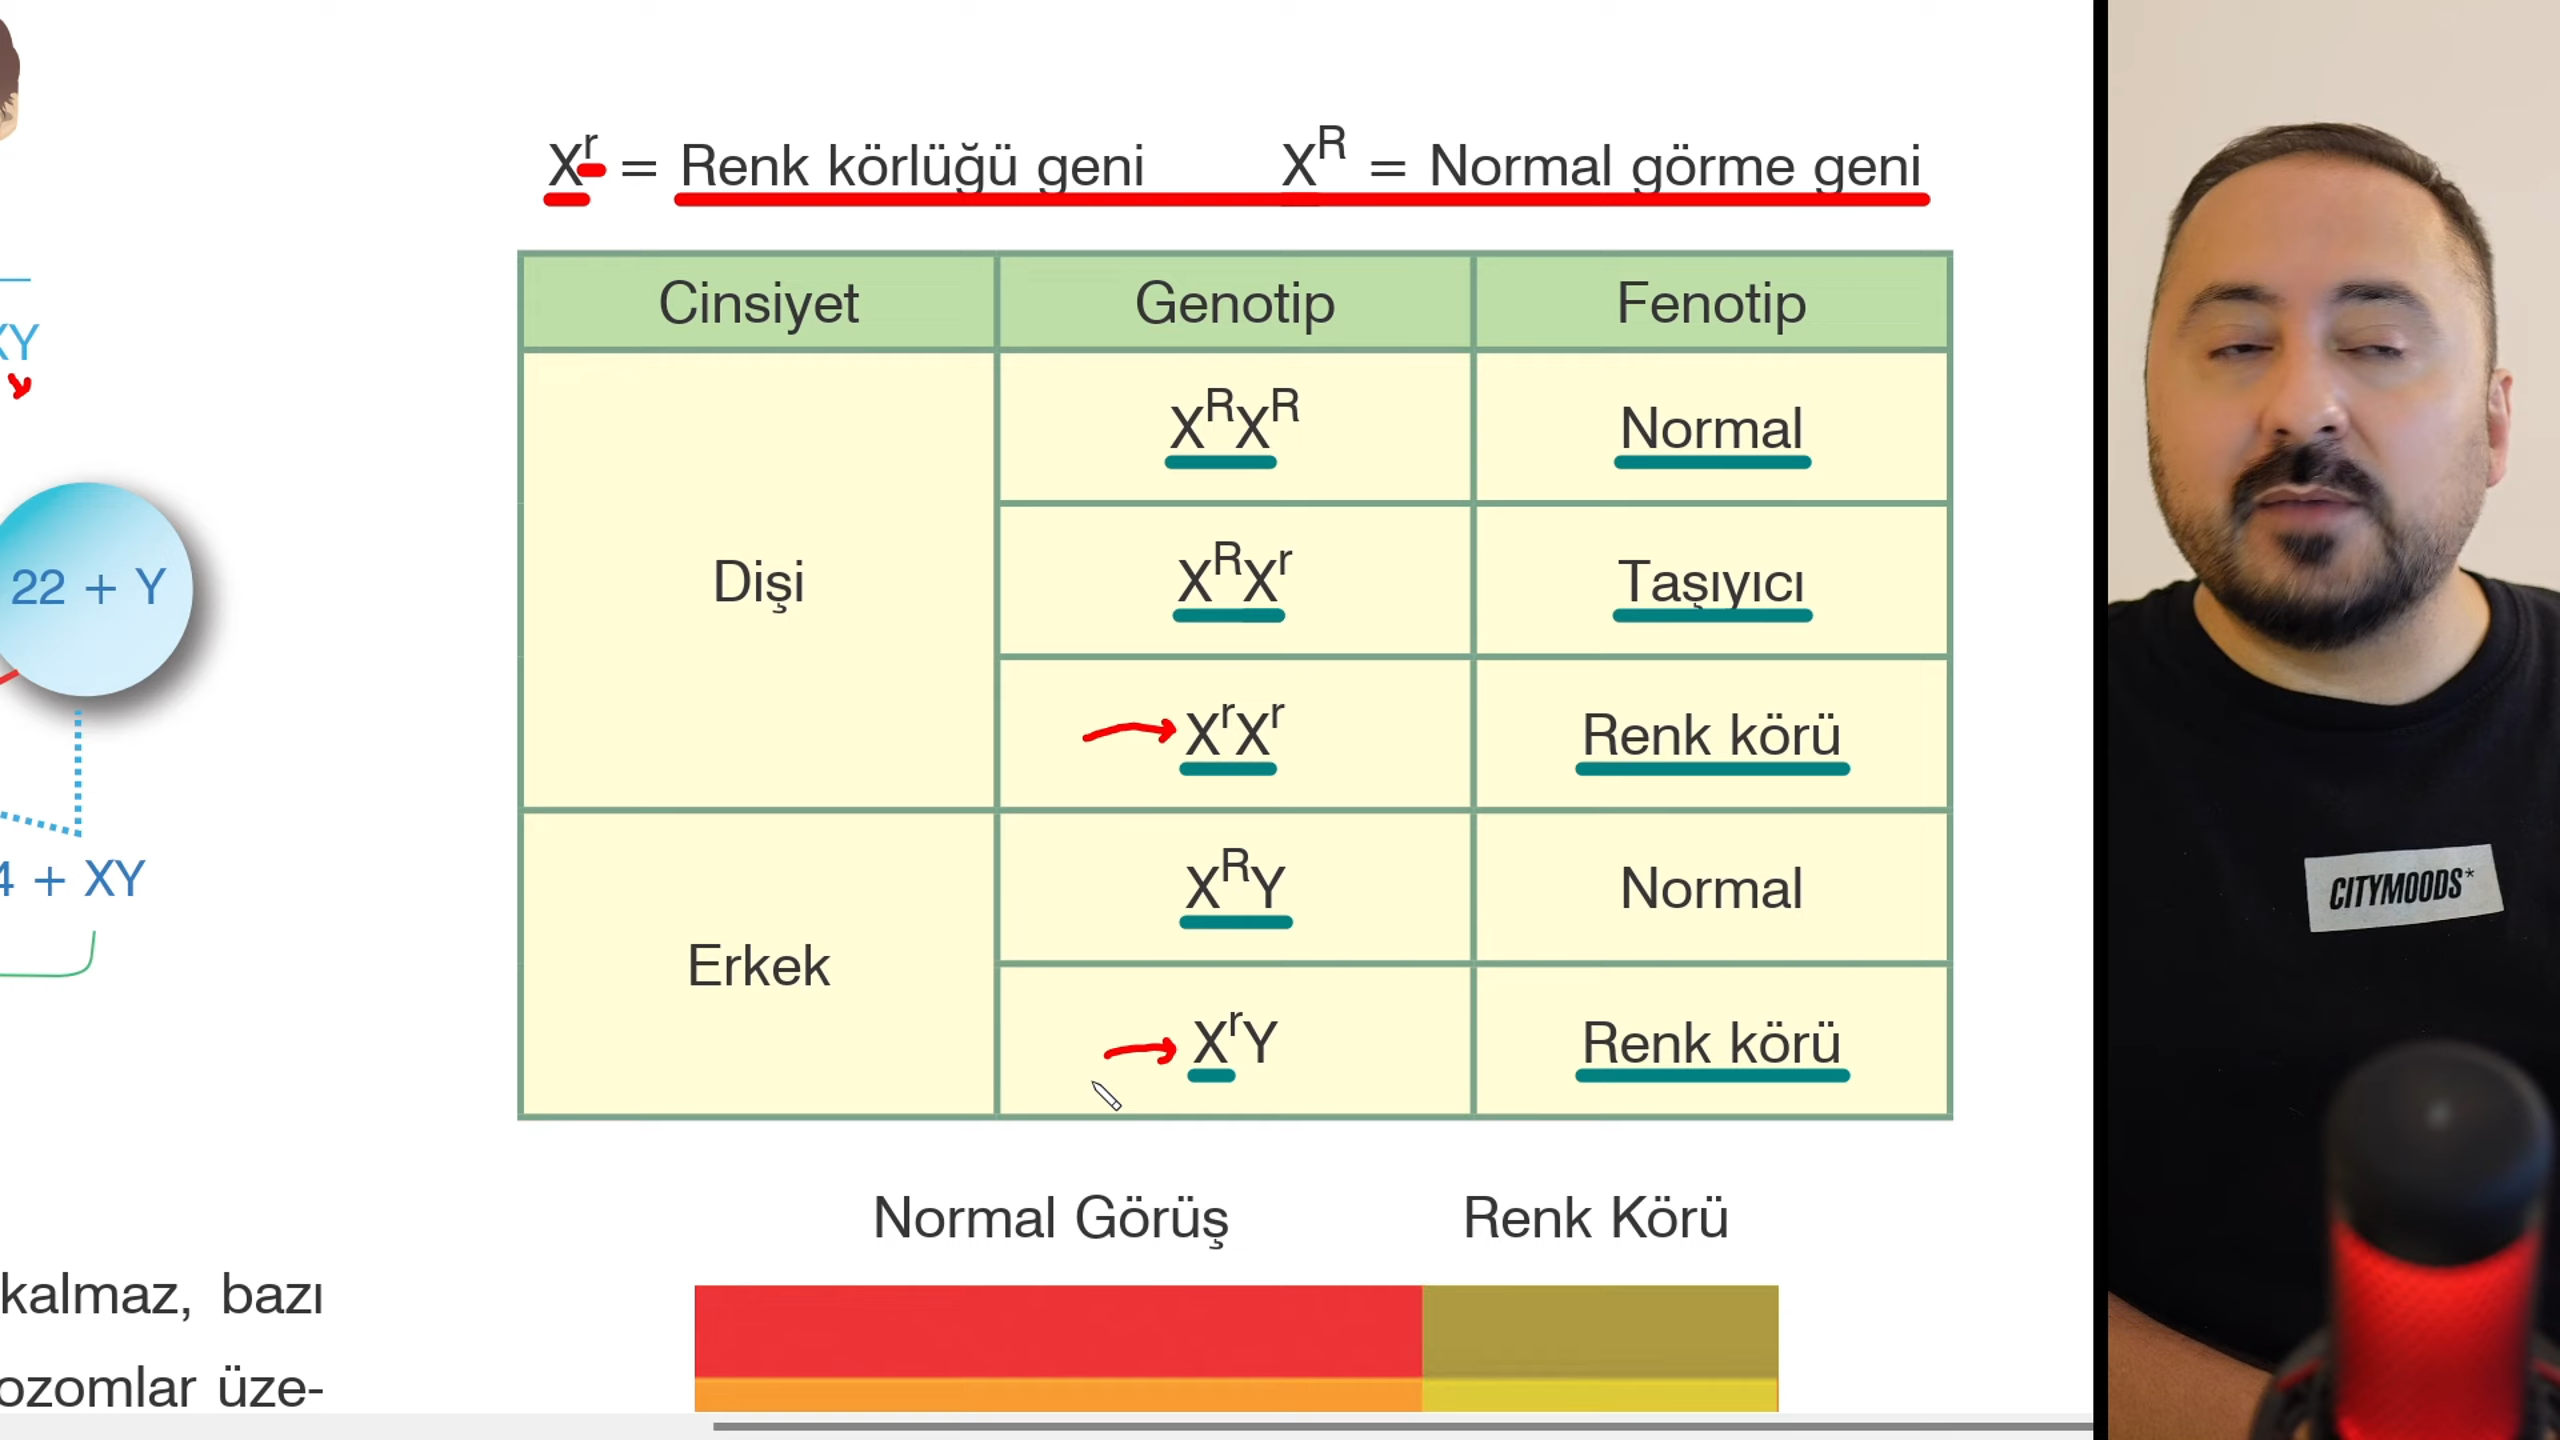 XY
22 + Y
4 + XY
kalmaz, bazı
ozomlar üze-
Xʳ = Renk körlüğü geni
Xᴿ = Normal görme geni
Cinsiyet Genotip Fenotip
Dişi
XᴿXᴿ Normal
XᴿXʳ Taşıyıcı
XʳXʳ Renk körü
Erkek
XᴿY Normal
XʳY Renk körü
Normal Görüş Renk Körü
CITYMOODS*